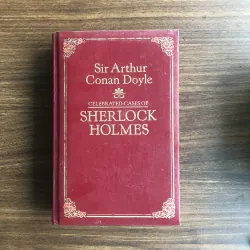 Sir Arthur
Conan Doyle
CELEBRATED CASES OF
SHERLOCK
HOLMES